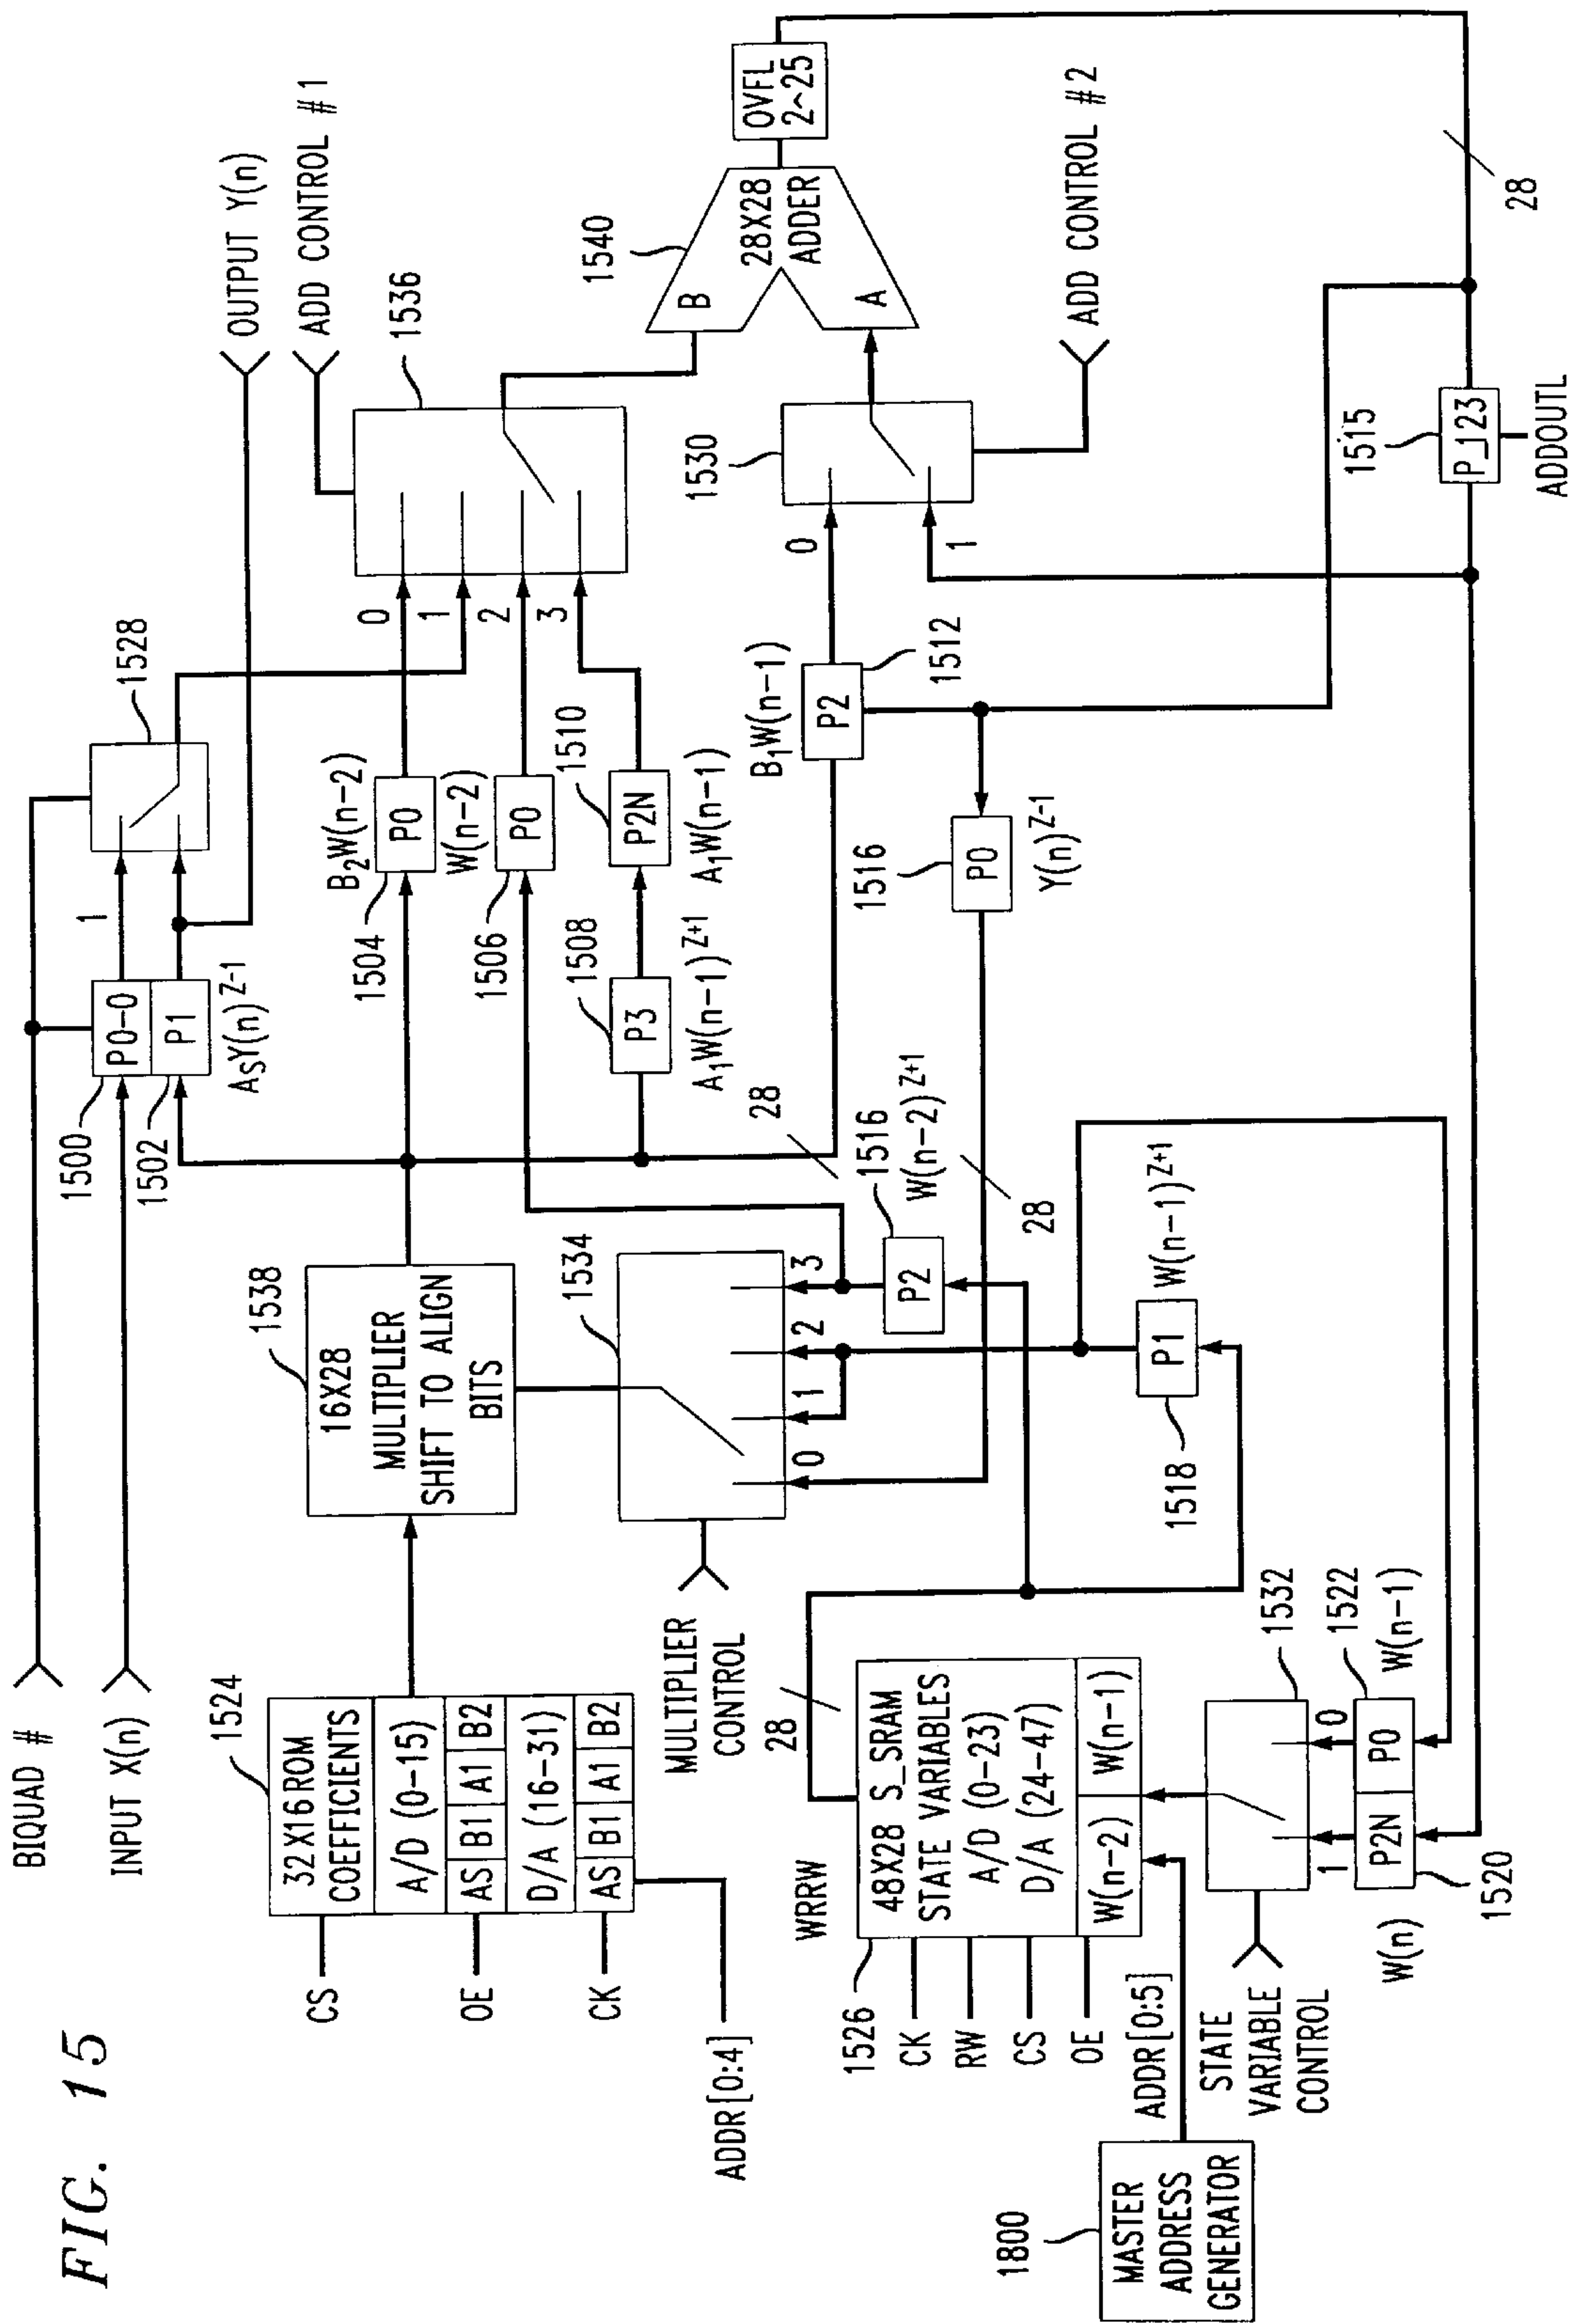 FIG. 15
BIQUAD #
INPUT X(n)
1500
1502
P0-0
P1
1
AsY(n)^Z-1
1528
OUTPUT Y(n)
ADD CONTROL #1
1524
32X16ROM
COEFFICIENTS
A/D (0-15)
AS B1 A1 B2
D/A (16-31)
AS B1 A1 B2
CS
OE
CK
ADDR[0:4]
1538
16X28
MULTIPLIER
SHIFT TO ALIGN
BITS
1504
B2W(n-2)
P0
W(n-2)
1506
P0
1508
P3
A1W(n-1)^Z+1
1510
P2N
A1W(n-1)
0
1
2
3
1536
1540
B
28X28
ADDER
A
OVFL
2^25
1534
0
1
2
3
MULTIPLIER
CONTROL
28
1516
P2
W(n-2)^Z+1
28
B1W(n-1)
P2
1512
1516
P0
Y(n)^Z-1
0
1
1530
ADD CONTROL #2
28
WRRW
1526
48X28 S_SRAM
STATE VARIABLES
A/D (0-23)
D/A (24-47)
W(n-2) W(n-1)
28
CK
RW
CS
OE
ADDR[0:5]
1518
P1
W(n-1)^Z+1
1515
P_123
ADDOUTL
1800
MASTER
ADDRESS
GENERATOR
STATE
VARIABLE
CONTROL
1532
1
0
P2N
P0
1522
W(n-1)
W(n)
1520